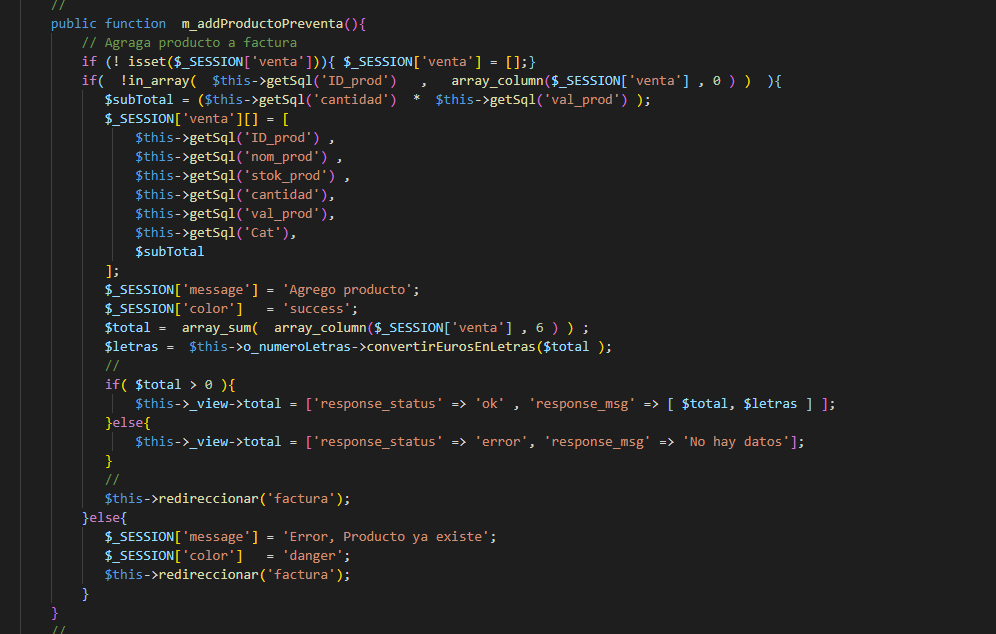 //
public function  m_addProductoPreventa(){
// Agraga producto a factura
if (! isset($_SESSION['venta'])){ $_SESSION['venta'] = [];}
if(  !in_array(  $this->getSql('ID_prod')   ,   array_column($_SESSION['venta'] , 0 ) )  ){
$subTotal = ($this->getSql('cantidad')  *  $this->getSql('val_prod') );
$_SESSION['venta'][] = [
$this->getSql('ID_prod') ,
$this->getSql('nom_prod') ,
$this->getSql('stok_prod') ,
$this->getSql('cantidad'),
$this->getSql('val_prod'),
$this->getSql('Cat'),
$subTotal
];
$_SESSION['message'] = 'Agrego producto';
$_SESSION['color']   = 'success';
$total =  array_sum(  array_column($_SESSION['venta'] , 6 ) ) ;
$letras =  $this->o_numeroLetras->convertirEurosEnLetras($total );
//
if( $total > 0 ){
$this->_view->total = ['response_status' => 'ok' , 'response_msg' => [ $total, $letras ] ];
}else{
$this->_view->total = ['response_status' => 'error', 'response_msg' => 'No hay datos'];
}
//
$this->redireccionar('factura');
}else{
$_SESSION['message'] = 'Error, Producto ya existe';
$_SESSION['color']   = 'danger';
$this->redireccionar('factura');
}
}
//